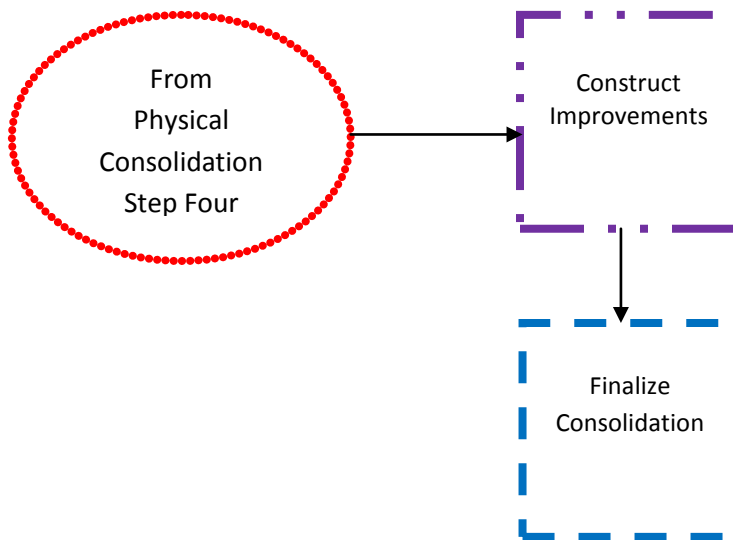 From
Physical
Consolidation
Step Four
Construct
Improvements
Finalize
Consolidation